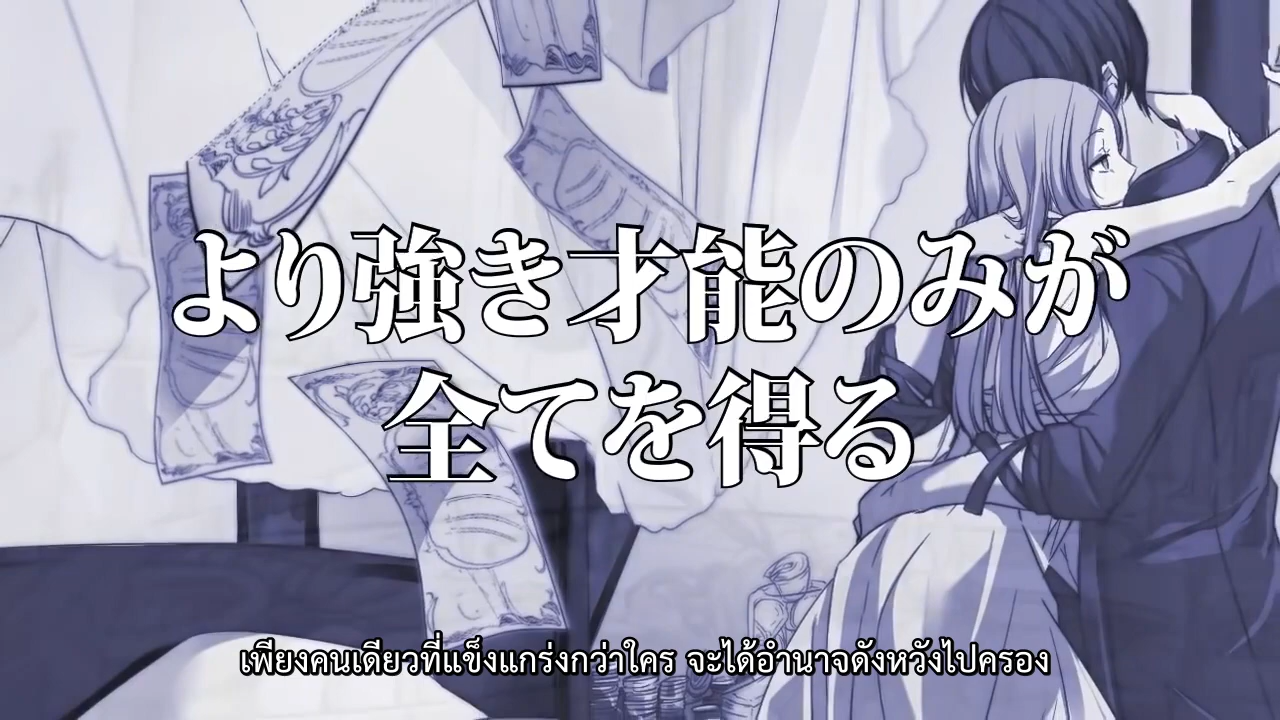 より強き才能のみが
全てを得る
เพียงคนเดียวที่แข็งแกร่งกว่าใคร จะได้อำนาจดังหวังไปครอง